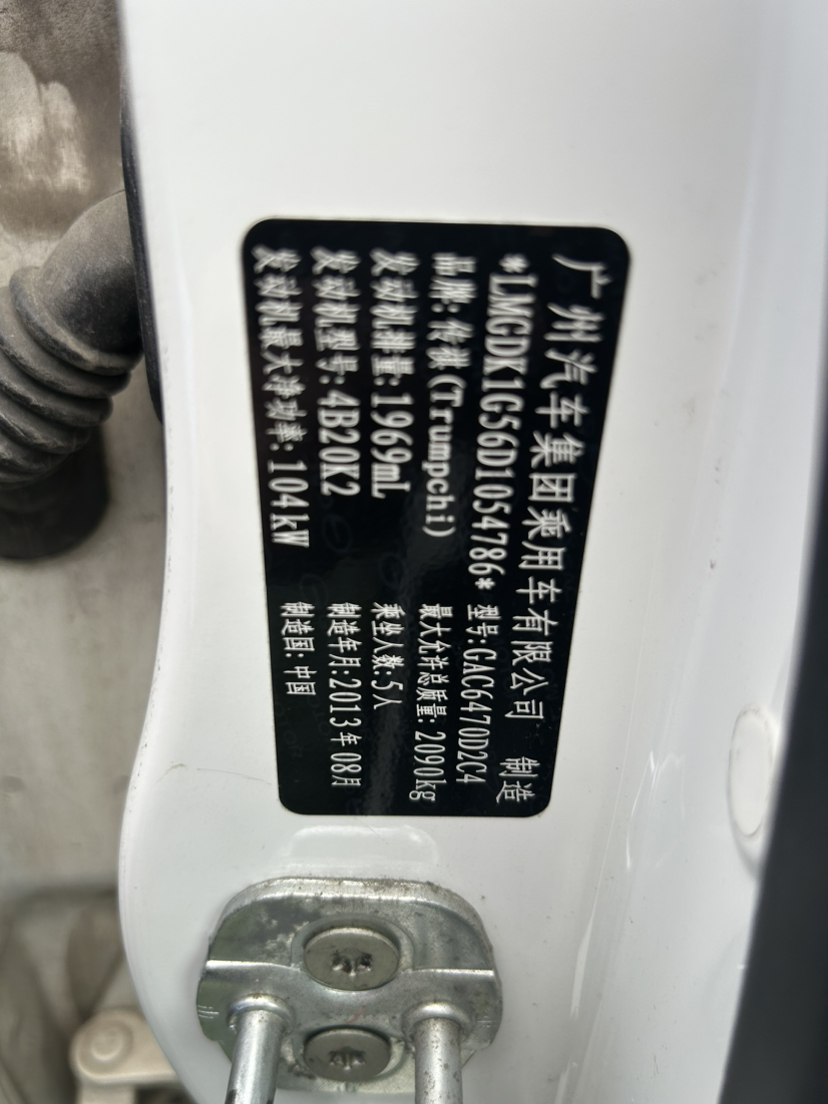 广州汽车集团乘用车有限公司 制造
*LMGDK1G56D1054786* 型号:GAC6470D2C4
品牌:传祺(Trumpchi) 最大允许总质量:2090kg
发动机排量:1969mL 乘坐人数:5人
发动机型号:4B20K2 制造年月:2013年08月
发动机最大净功率:104kW 制造国:中国